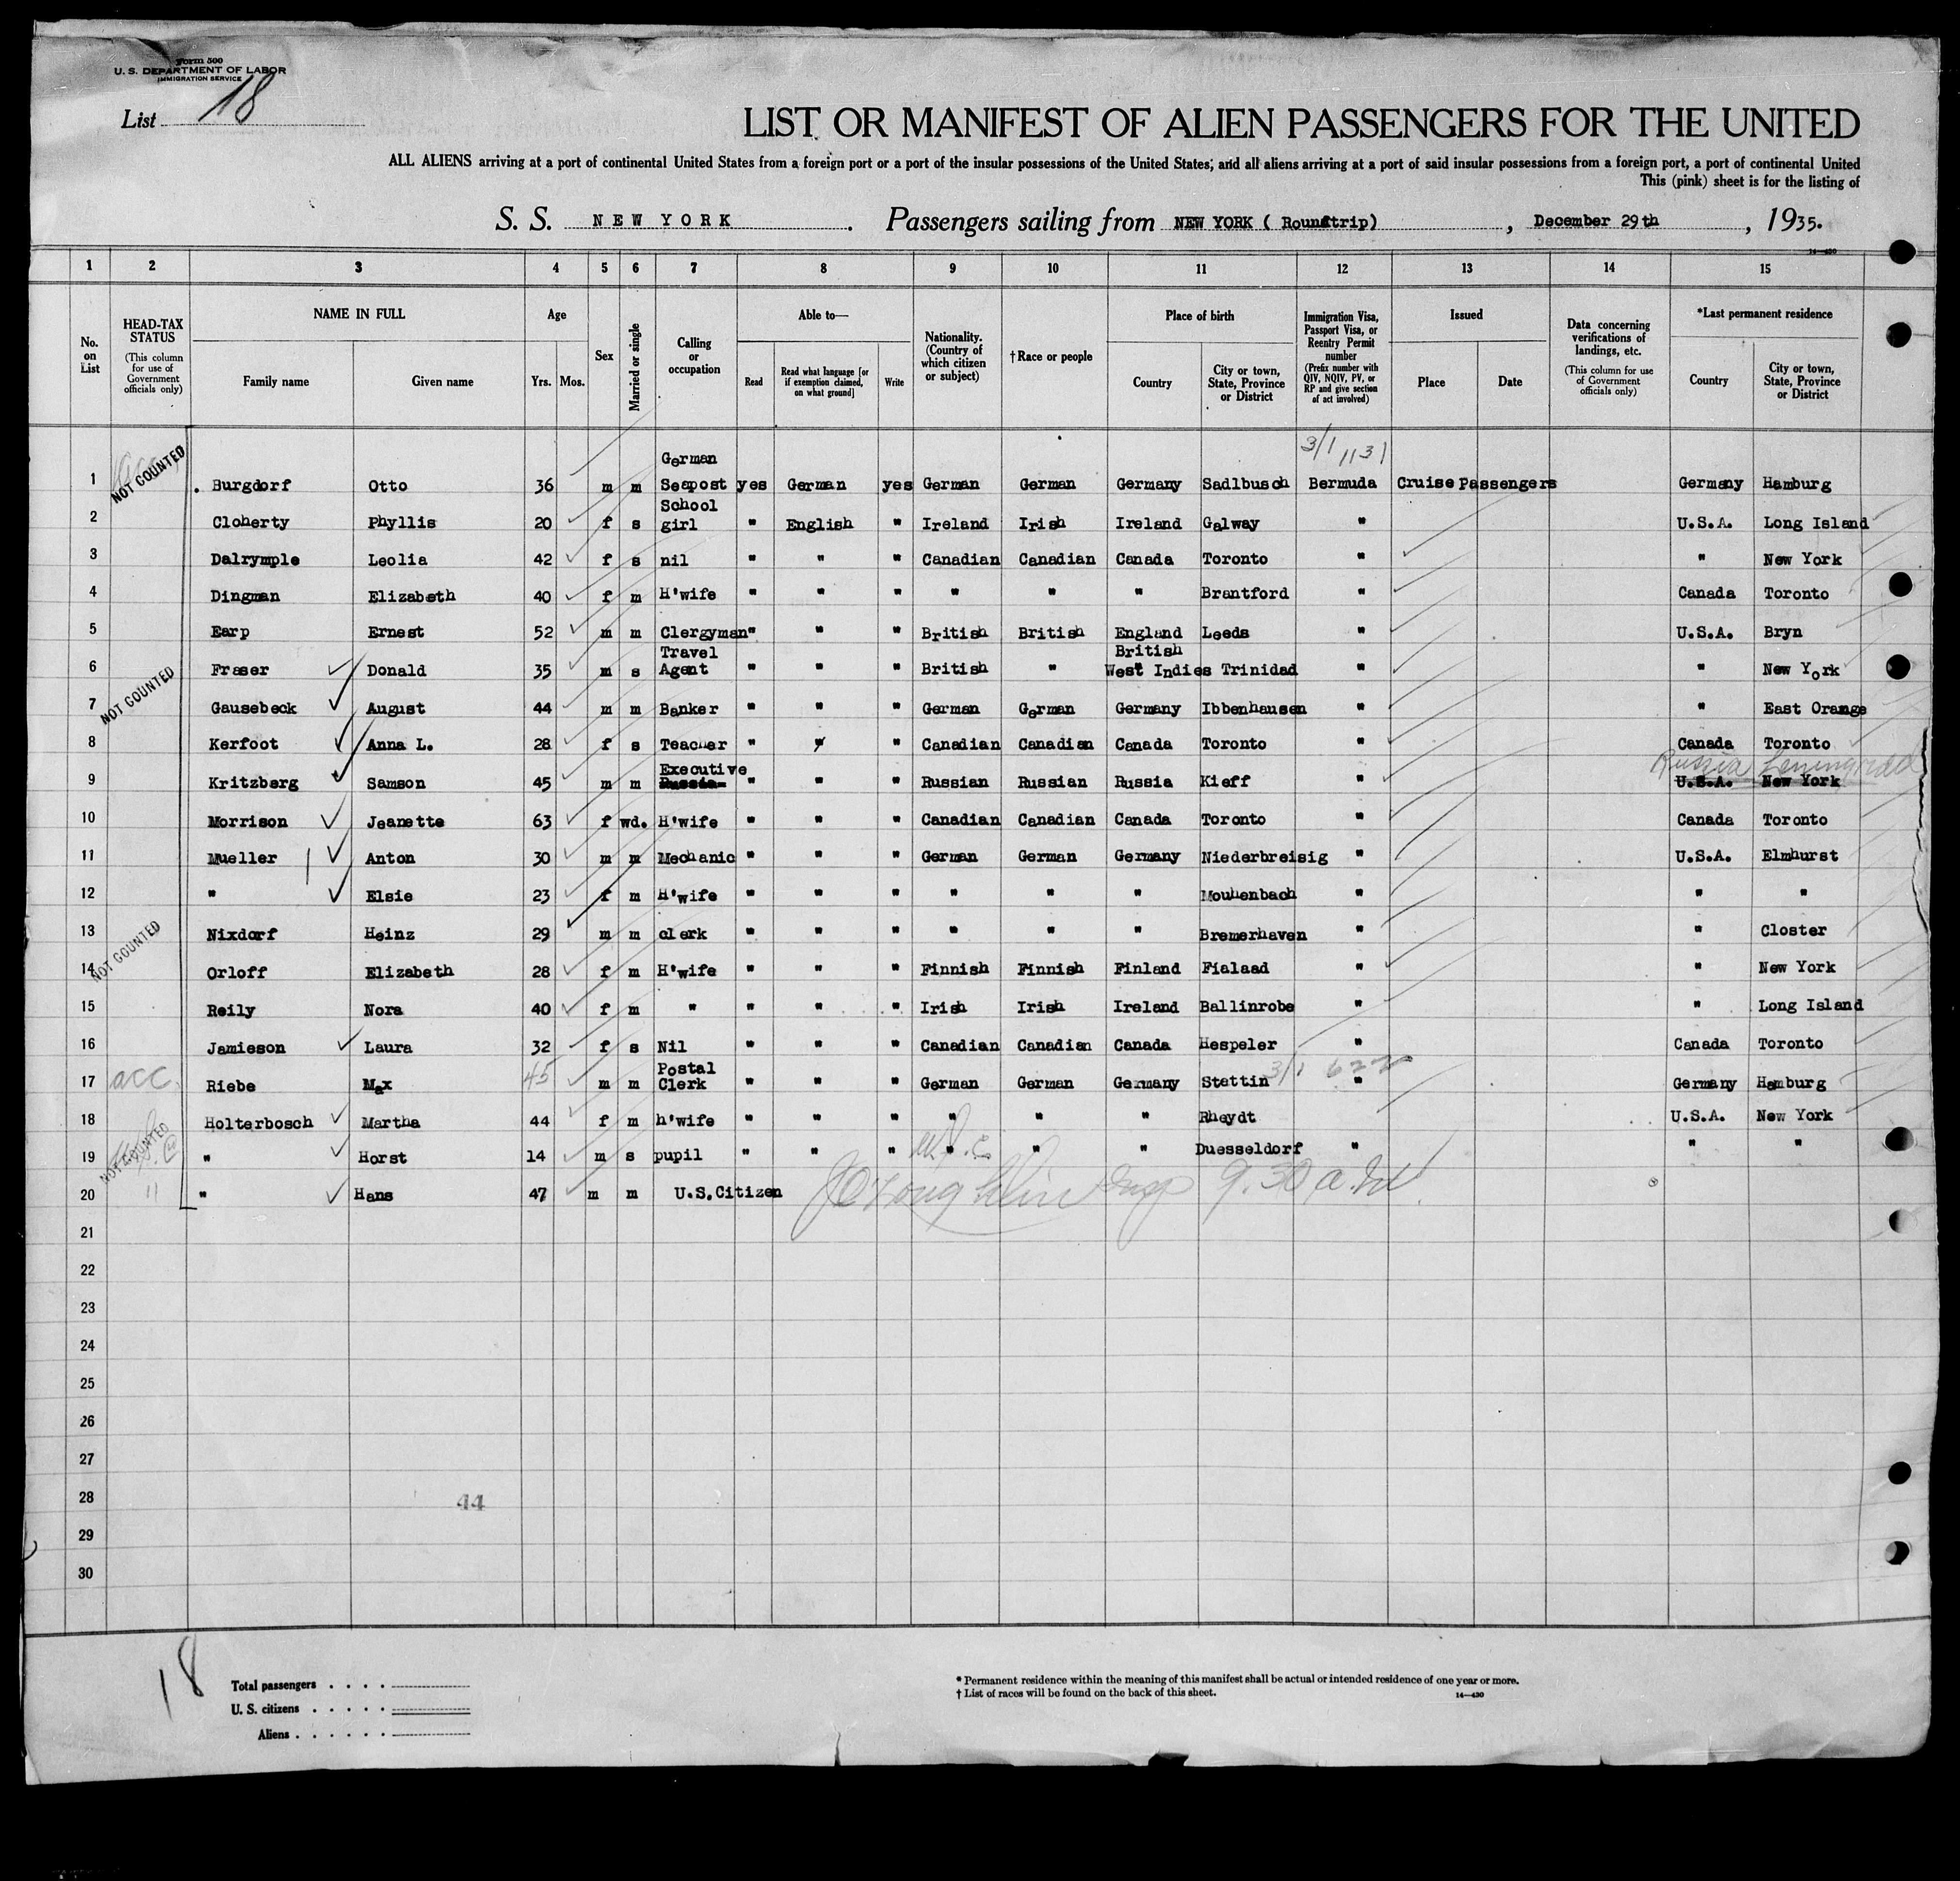 Form 500
U. S. DEPARTMENT OF LABOR
IMMIGRATION SERVICE
List 18
LIST OR MANIFEST OF ALIEN PASSENGERS FOR THE UNITED
ALL ALIENS arriving at a port of continental United States from a foreign port or a port of the insular possessions of the United States, and all aliens arriving at a port of said insular possessions from a foreign port, a port of continental United
This (pink) sheet is for the listing of
S. S. NEW YORK . Passengers sailing from NEW YORK ( Roundtrip) , December 29th , 1935.
14—430
1 2 3 4 5 6 7 8 9 10 11 12 13 14 15
No. on List
HEAD-TAX STATUS (This column for use of Government officials only)
NAME IN FULL Family name Given name
Age Yrs. Mos.
Sex
Married or single
Calling or occupation
Able to— Read Read what language [or if exemption claimed, on what ground] Write
Nationality. (Country of which citizen or subject)
† Race or people
Place of birth Country City or town, State, Province or District
Immigration Visa, Passport Visa, or Reentry Permit number (Prefix number with QIV, NQIV, PV, or RP and give section of act involved)
Issued Place Date
Data concerning verifications of landings, etc. (This column for use of Government officials only)
*Last permanent residence Country City or town, State, Province or District
3/1 1131
NOT COUNTED
1 Burgdorf Otto 36 m m German Seapost yes German yes German German Germany Sadlbusch Bermuda Cruise Passengers Germany Hamburg
2 Cloherty Phyllis 20 f s School girl " English " Ireland Irish Ireland Galway " U.S.A. Long Island
3 Dalrymple Leolia 42 f s nil " " " Canadian Canadian Canada Toronto " " New York
4 Dingman Elizabeth 40 f m H'wife " " " " " " Brantford " Canada Toronto
5 Earp Ernest 52 m m Clergyman " " " British British England Leeds " U.S.A. Bryn
6 Fraser Donald 35 m s Travel Agent " " " British " British West Indies Trinidad " " New York
NOT COUNTED
7 Gausebeck August 44 m m Banker " " " German German Germany Ibbenhausen " " East Orange
8 Kerfoot Anna L. 28 f s Teacher " " " Canadian Canadian Canada Toronto " Canada Toronto
Russia Leningrad
9 Kritzberg Samson 45 m m Executive Russia " " " Russian Russian Russia Kieff " U.S.A. New York
10 Morrison Jeanette 63 f wd. H'wife " " " Canadian Canadian Canada Toronto " Canada Toronto
11 Mueller Anton 30 m m Mechanic " " " German German Germany Niederbreisig " U.S.A. Elmhurst
12 " Elsie 23 f m H'wife " " " " " " Mouhenbach " " "
13 Nixdorf Heinz 29 m m clerk " " " " " " Bremerhaven " " Closter
NOT COUNTED
14 Orloff Elizabeth 28 f m H'wife " " " Finnish Finnish Finland Fialaad " " New York
15 Reily Nora 40 f m " " " " Irish Irish Ireland Ballinrobe " " Long Island
16 Jamieson Laura 32 f s Nil " " " Canadian Canadian Canada Hespeler " Canada Toronto
17 acc Riebe Max 45 m m Postal Clerk " " " German German Germany Stettin 3/1 622 " Germany Hamburg
18 Holterbosch Martha 44 f m h'wife " " " " " " Rheydt U.S.A. New York
NOT COUNTED
19 " Horst 14 m s pupil " " " " " " Duesseldorf " " "
20 11 " Hans 47 m m U.S.Citizen 9.30 a.m.
21
22
23
24
25
26
27
28
44
29
30
18
Total passengers . . . .
U. S. citizens . . . . .
Aliens . . . . . .
* Permanent residence within the meaning of this manifest shall be actual or intended residence of one year or more.
† List of races will be found on the back of this sheet.
14—430